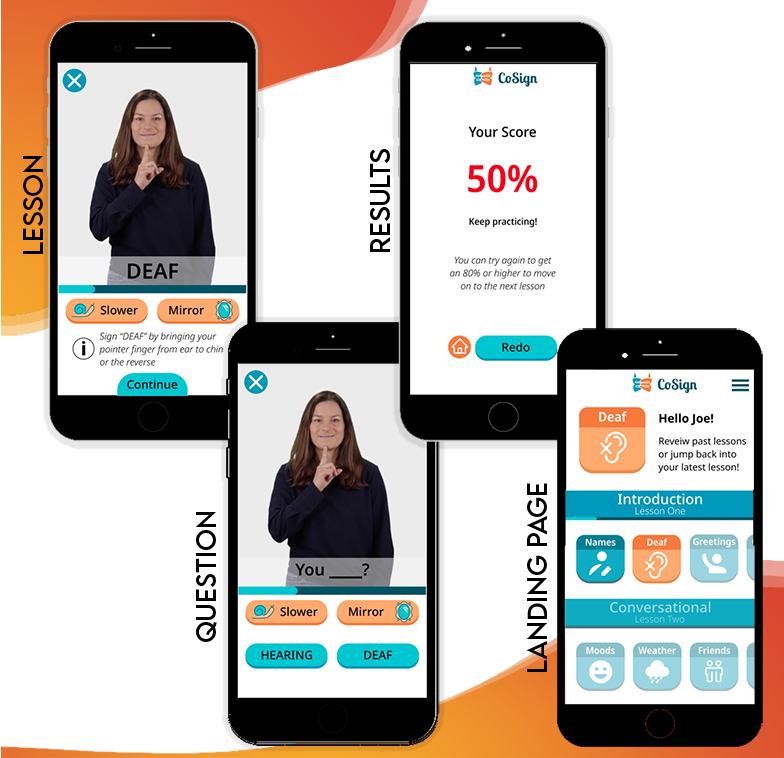 LESSON
DEAF
Slower
Mirror
i
Sign "DEAF" by bringing your
pointer finger from ear to chin
or the reverse
Continue
RESULTS
CoSign
Your Score
50%
Keep practicing!
You can try again to get
an 80% or higher to move
on to the next lesson
Redo
QUESTION
You ____?
Slower
Mirror
HEARING
DEAF
LANDING PAGE
CoSign
Deaf
Hello Joe!
Reveiw past lessons
or jump back into
your latest lesson!
Introduction
Lesson One
Names
Deaf
Greetings
Conversational
Lesson Two
Moods
Weather
Friends